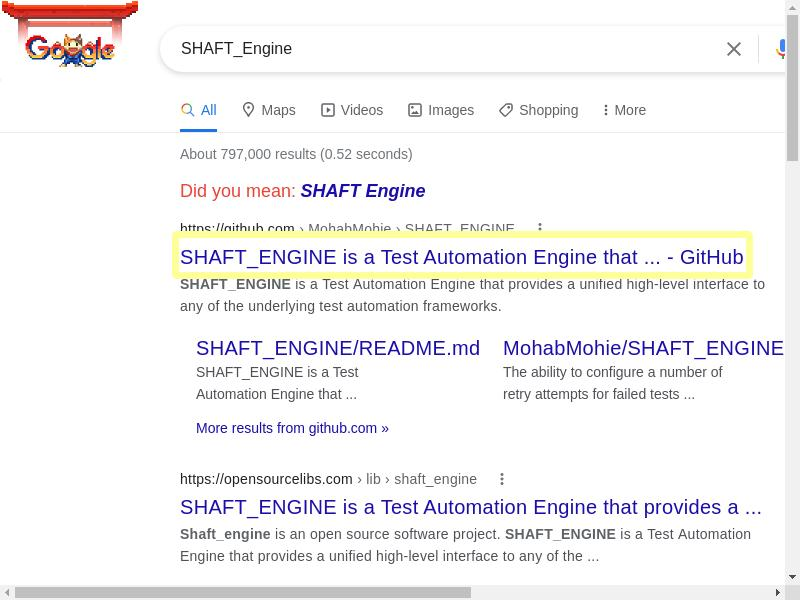 Google
SHAFT_Engine
All Maps Videos Images Shopping More
About 797,000 results (0.52 seconds)
Did you mean: SHAFT Engine
https://github.com › MohabMohie › SHAFT_ENGINE
SHAFT_ENGINE is a Test Automation Engine that ... - GitHub
SHAFT_ENGINE is a Test Automation Engine that provides a unified high-level interface to
any of the underlying test automation frameworks.
SHAFT_ENGINE/README.md
SHAFT_ENGINE is a Test
Automation Engine that ...
MohabMohie/SHAFT_ENGINE
The ability to configure a number of
retry attempts for failed tests ...
More results from github.com »
https://opensourcelibs.com › lib › shaft_engine
SHAFT_ENGINE is a Test Automation Engine that provides a ...
Shaft_engine is an open source software project. SHAFT_ENGINE is a Test Automation
Engine that provides a unified high-level interface to any of the ...